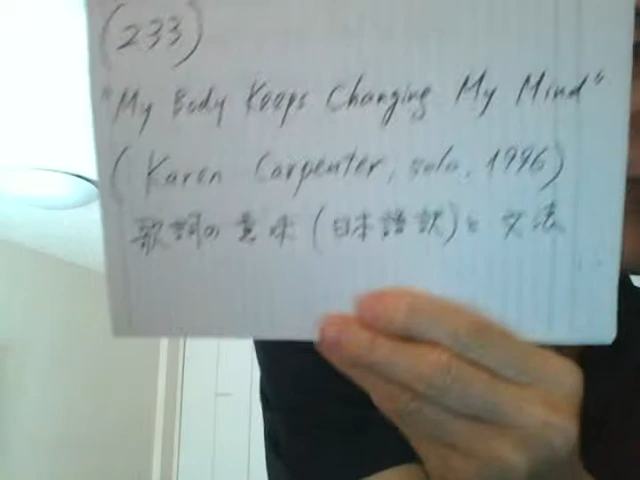 (233)
"My Body Keeps Changing My Mind"
(Karen Carpenter, solo, 1996)
歌詞の意味(日本語訳)と文法